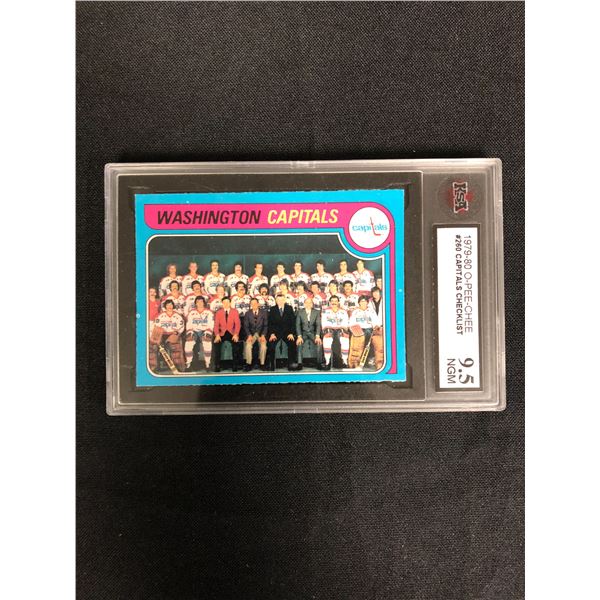 WASHINGTON CAPITALS
capitals
KSA
1979-80 O-PEE-CHEE
#260 CAPITALS CHECKLIST
9.5
NGM